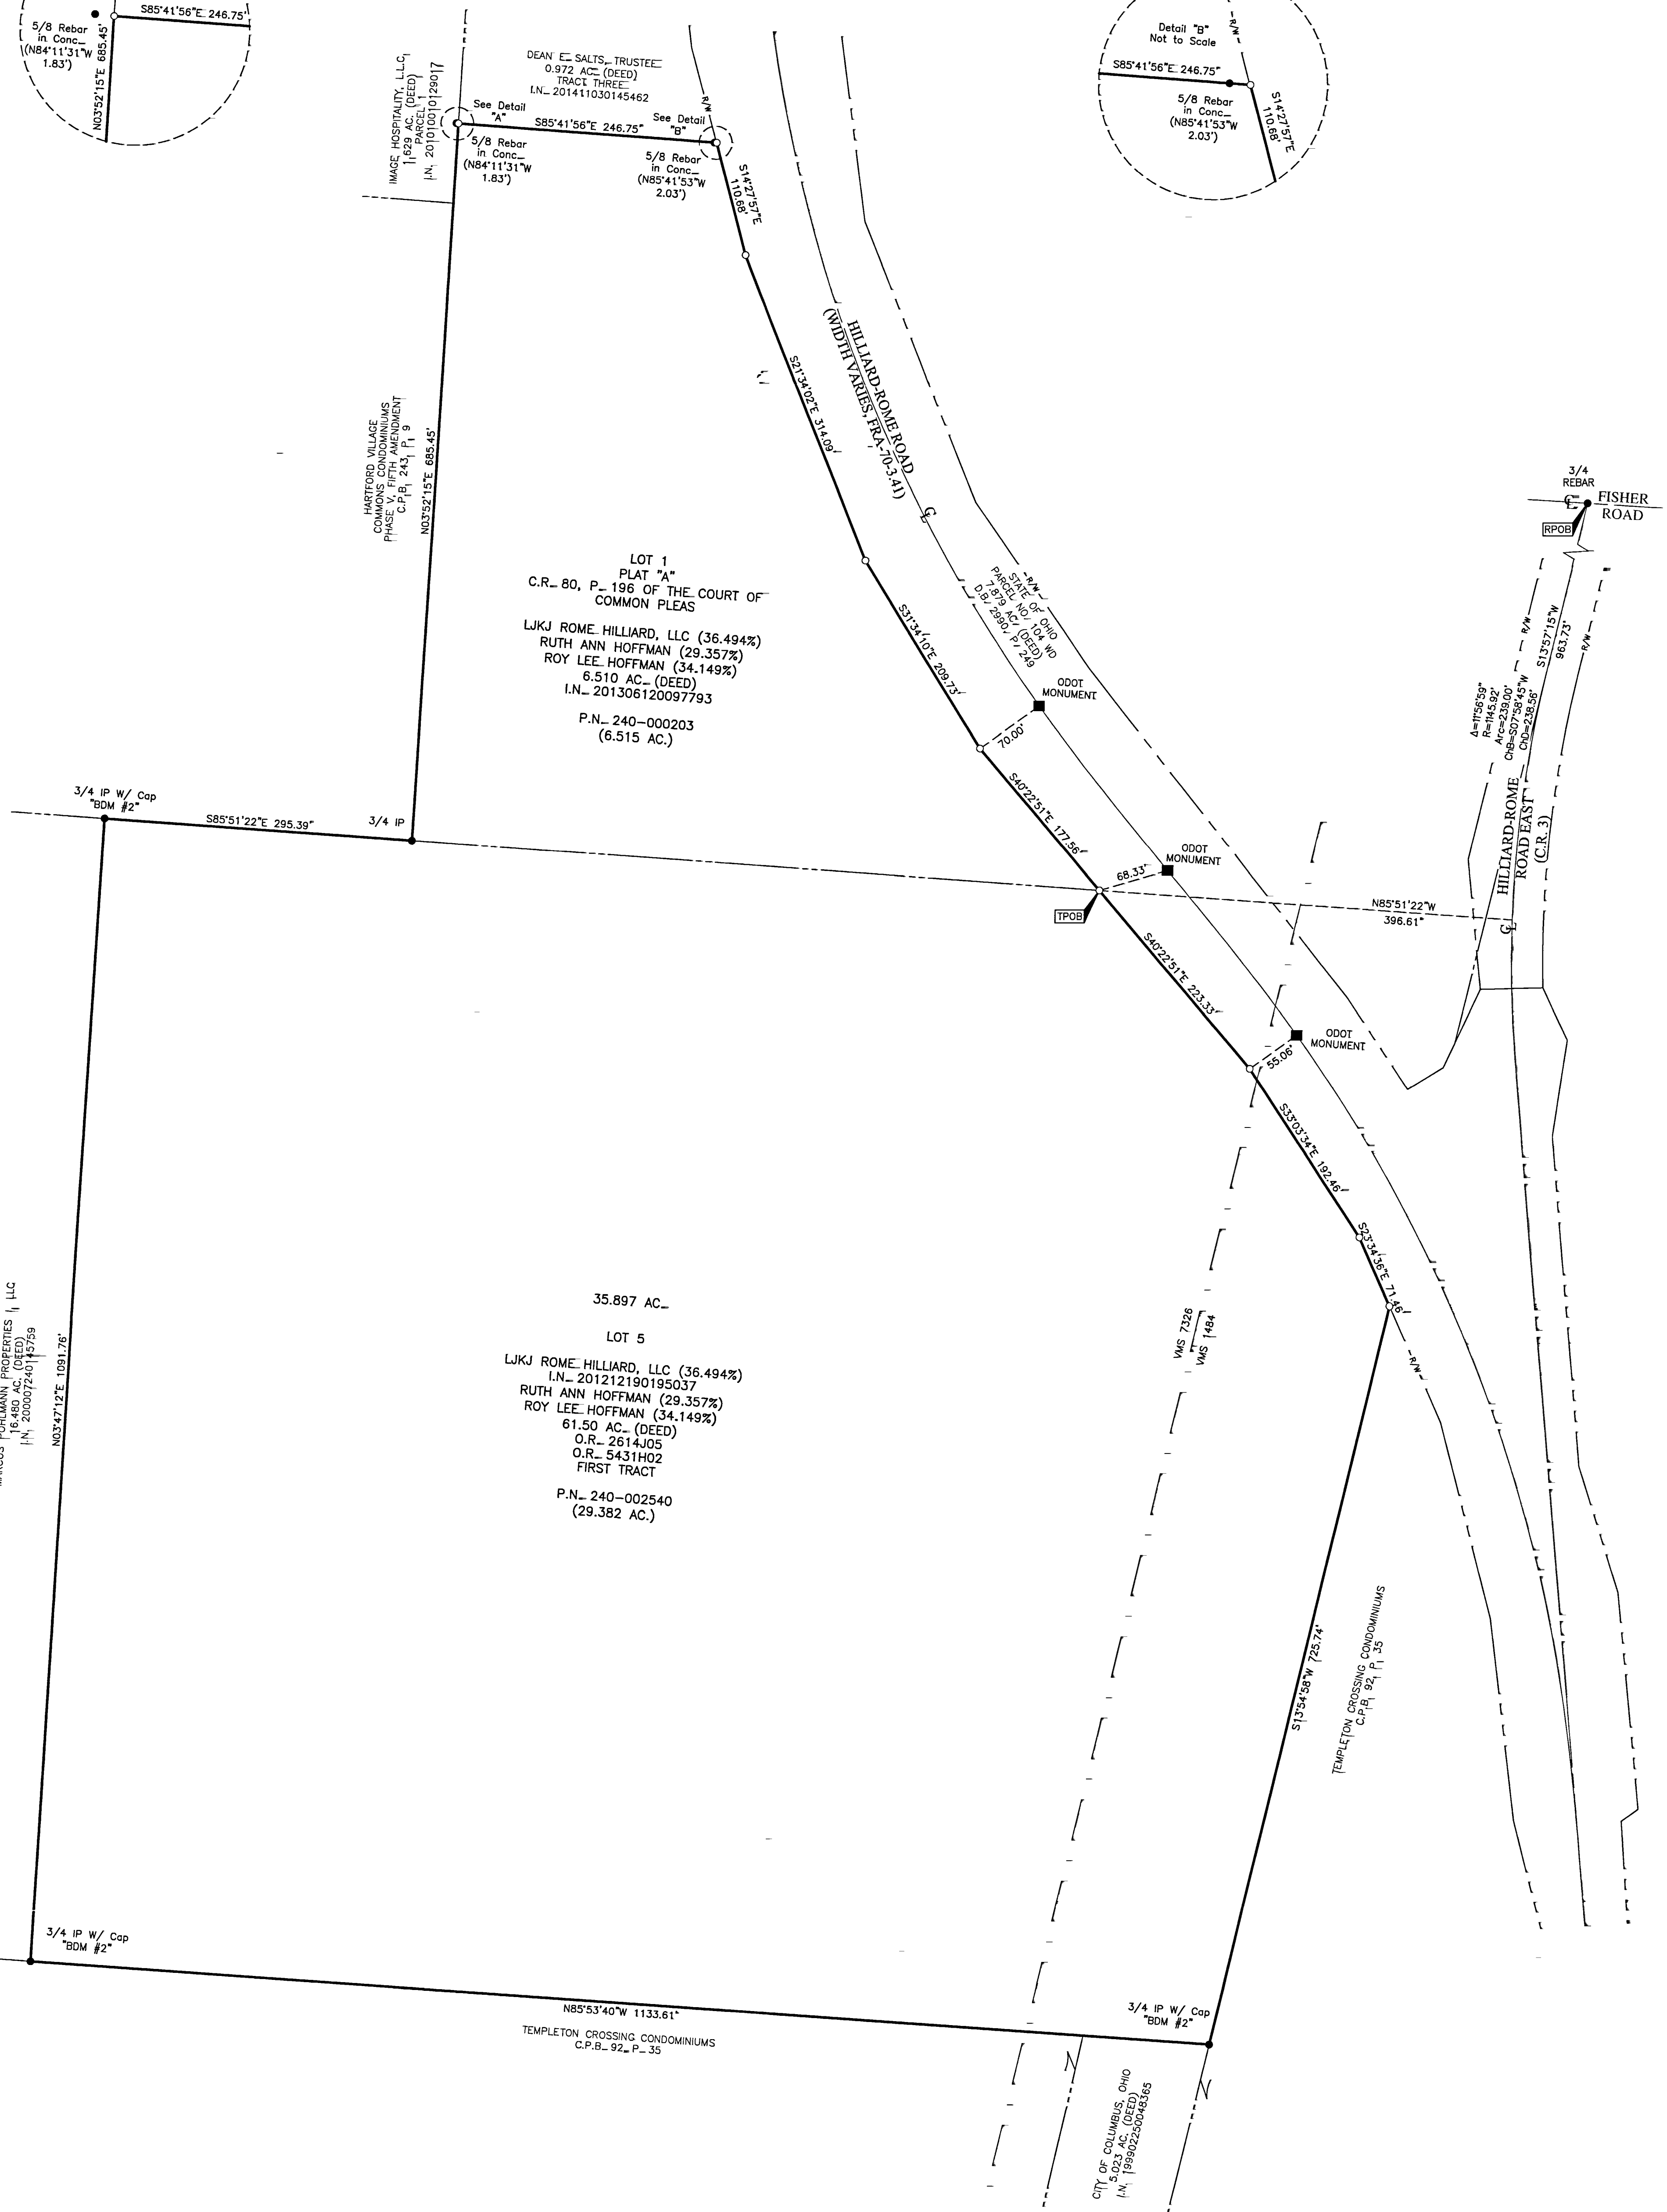 S85°41'56"E 246.75'
5/8 Rebar
in Conc_
(N84°11'31"W
1.83')
N03°52'15"E 685.45'
Detail "B"
Not to Scale
-R/W-
S85°41'56"E 246.75'
5/8 Rebar
in Conc_
(N85°41'53"W
2.03')
S14°27'57"E
110.68'
IMAGE HOSPITALITY, L.L.C.
1.629 AC. (DEED)
PARCEL 1
I.N. 201010010129017
DEAN E. SALTS, TRUSTEE
0.972 AC. (DEED)
TRACT THREE
I.N. 201411030145462
R/W
See Detail
"A"
S85°41'56"E 246.75'
See Detail
"B"
5/8 Rebar
in Conc_
(N84°11'31"W
1.83')
5/8 Rebar
in Conc_
(N85°41'53"W
2.03')
S14°27'57"E
110.68'
HILLIARD-ROME ROAD
(WIDTH VARIES, FRA-70-3.41)
S21°34'02"E 314.09'
HARTFORD VILLAGE
COMMONS CONDOMINIUMS
PHASE V, FIFTH AMENDMENT
C.P.B. 243, P. 9
N03°52'15"E 685.45'
3/4
REBAR
FISHER
ROAD
RPOB
LOT 1
PLAT "A"
C.R. 80, P. 196 OF THE COURT OF
COMMON PLEAS
LJKJ ROME HILLIARD, LLC (36.494%)
RUTH ANN HOFFMAN (29.357%)
ROY LEE HOFFMAN (34.149%)
6.510 AC. (DEED)
I.N. 201306120097793
P.N. 240-000203
(6.515 AC.)
-R/W-
STATE OF OHIO
PARCEL NO. 104 WD
7.879 AC. (DEED)
D.B. 2990, P. 249
S31°34'10"E 209.73'
ODOT
MONUMENT
70.00'
R/W
S13°57'15"W
963.73'
R/W
Δ=11°56'59"
R=1145.92'
Arc=239.00'
ChB=S07°58'45"W
ChD=238.56'
HILLIARD-ROME
ROAD EAST
(C.R. 3)
3/4 IP W/ Cap
"BDM #2"
S85°51'22"E 295.39'
3/4 IP
S40°22'51"E 177.56'
ODOT
MONUMENT
68.33'
TPOB
N85°51'22"W
396.61'
S40°22'51"E 223.33'
ODOT
MONUMENT
55.06'
S33°03'34"E 192.46'
S23°34'36"E 71.46'
-R/W-
VMS 7326
VMS 1484
16.480 AC. (DEED)
I.N. 200007240145759
N03°47'12"E 1091.76'
35.897 AC.
LOT 5
LJKJ ROME HILLIARD, LLC (36.494%)
I.N. 201212190195037
RUTH ANN HOFFMAN (29.357%)
ROY LEE HOFFMAN (34.149%)
61.50 AC. (DEED)
O.R. 2614J05
O.R. 5431H02
FIRST TRACT
P.N. 240-002540
(29.382 AC.)
S13°54'58"W 725.74'
TEMPLETON CROSSING CONDOMINIUMS
C.P.B. 92, P. 35
3/4 IP W/ Cap
"BDM #2"
N85°53'40"W 1133.61'
TEMPLETON CROSSING CONDOMINIUMS
C.P.B. 92, P. 35
3/4 IP W/ Cap
"BDM #2"
CITY OF COLUMBUS, OHIO
5.023 AC. (DEED)
I.N. 199902250048365